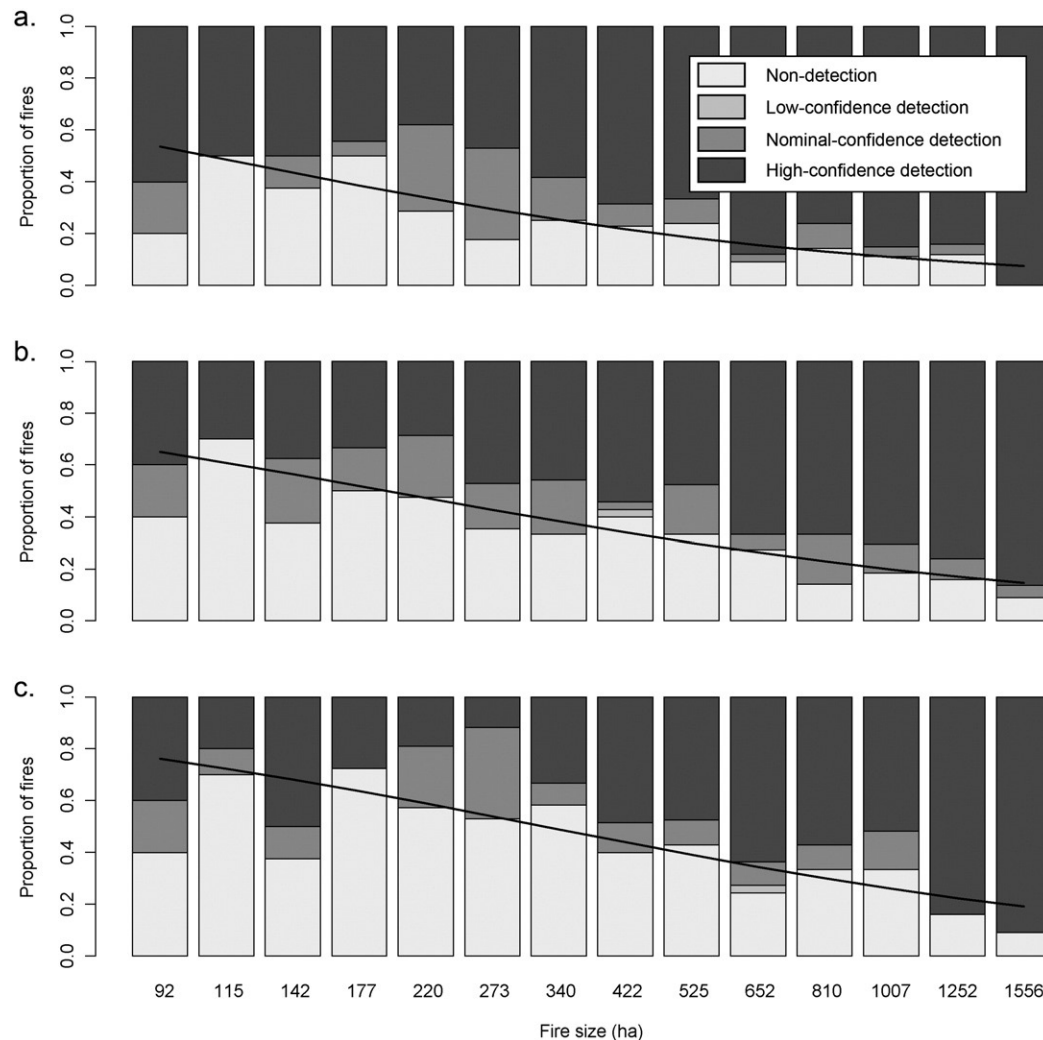 a.
Proportion of fires
0.0 0.2 0.4 0.6 0.8 1.0
Non-detection
Low-confidence detection
Nominal-confidence detection
High-confidence detection
b.
Proportion of fires
0.0 0.2 0.4 0.6 0.8 1.0
c.
Proportion of fires
0.0 0.2 0.4 0.6 0.8 1.0
92 115 142 177 220 273 340 422 525 652 810 1007 1252 1556
Fire size (ha)